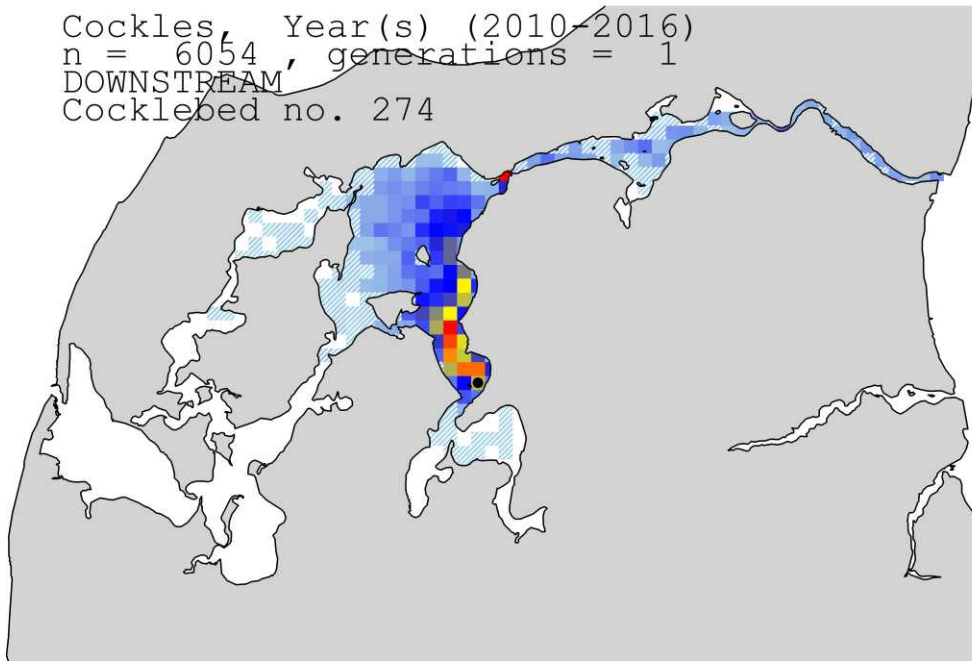 Cockles, Year(s) (2010-2016)
n = 6054 , generations = 1
DOWNSTREAM
Cocklebed no. 274